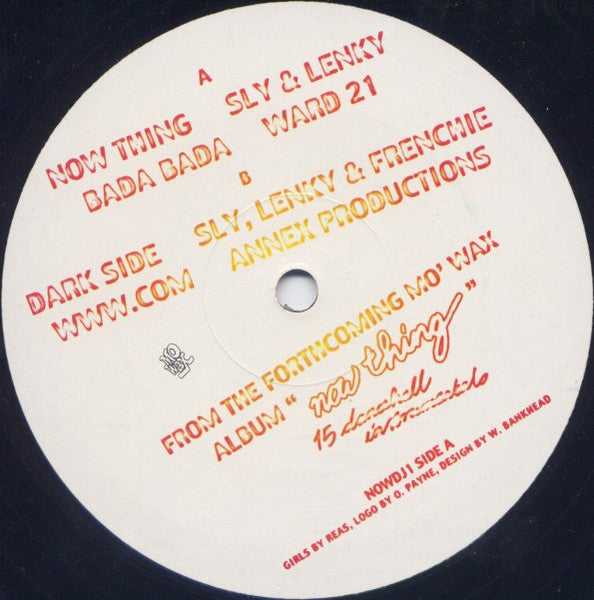 A
NOW THING SLY & LENKY
BADA BADA WARD 21
B
DARK SIDE SLY, LENKY & FRENCHIE
WWW.COM ANNEX PRODUCTIONS
FROM THE FORTHCOMING MO' WAX
ALBUM "now thing"
15 dancehall
instrumentals
NOWDJ1 SIDE A
GIRLS BY REAS, LOGO BY O. PAYNE, DESIGN BY W. BANKHEAD
MO WAX